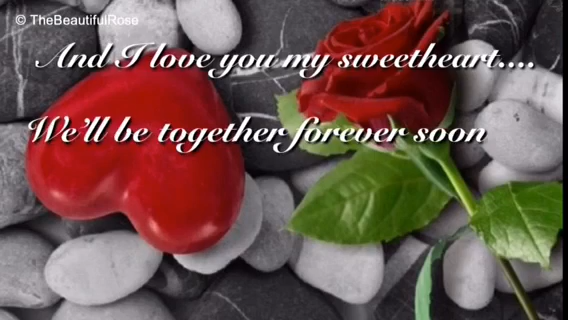 © TheBeautifulRose
And I love you my sweetheart....
We'll be together forever soon